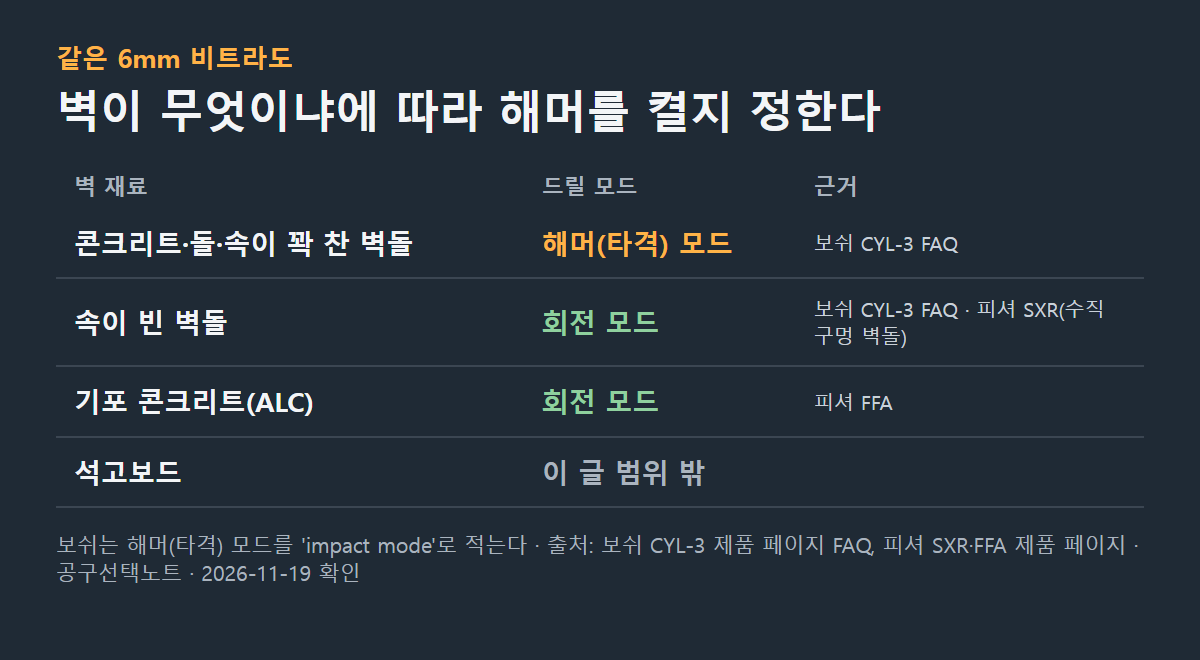 같은 6mm 비트라도
벽이 무엇이냐에 따라 해머를 켤지 정한다
벽 재료 드릴 모드 근거
콘크리트·돌·속이 꽉 찬 벽돌 해머(타격) 모드 보쉬 CYL-3 FAQ
속이 빈 벽돌 회전 모드 보쉬 CYL-3 FAQ · 피셔 SXR(수직
구멍 벽돌)
기포 콘크리트(ALC) 회전 모드 피셔 FFA
석고보드 이 글 범위 밖
보쉬는 해머(타격) 모드를 'impact mode'로 적는다 · 출처: 보쉬 CYL-3 제품 페이지 FAQ, 피셔 SXR·FFA 제품 페이지 ·
공구선택노트 · 2026-11-19 확인